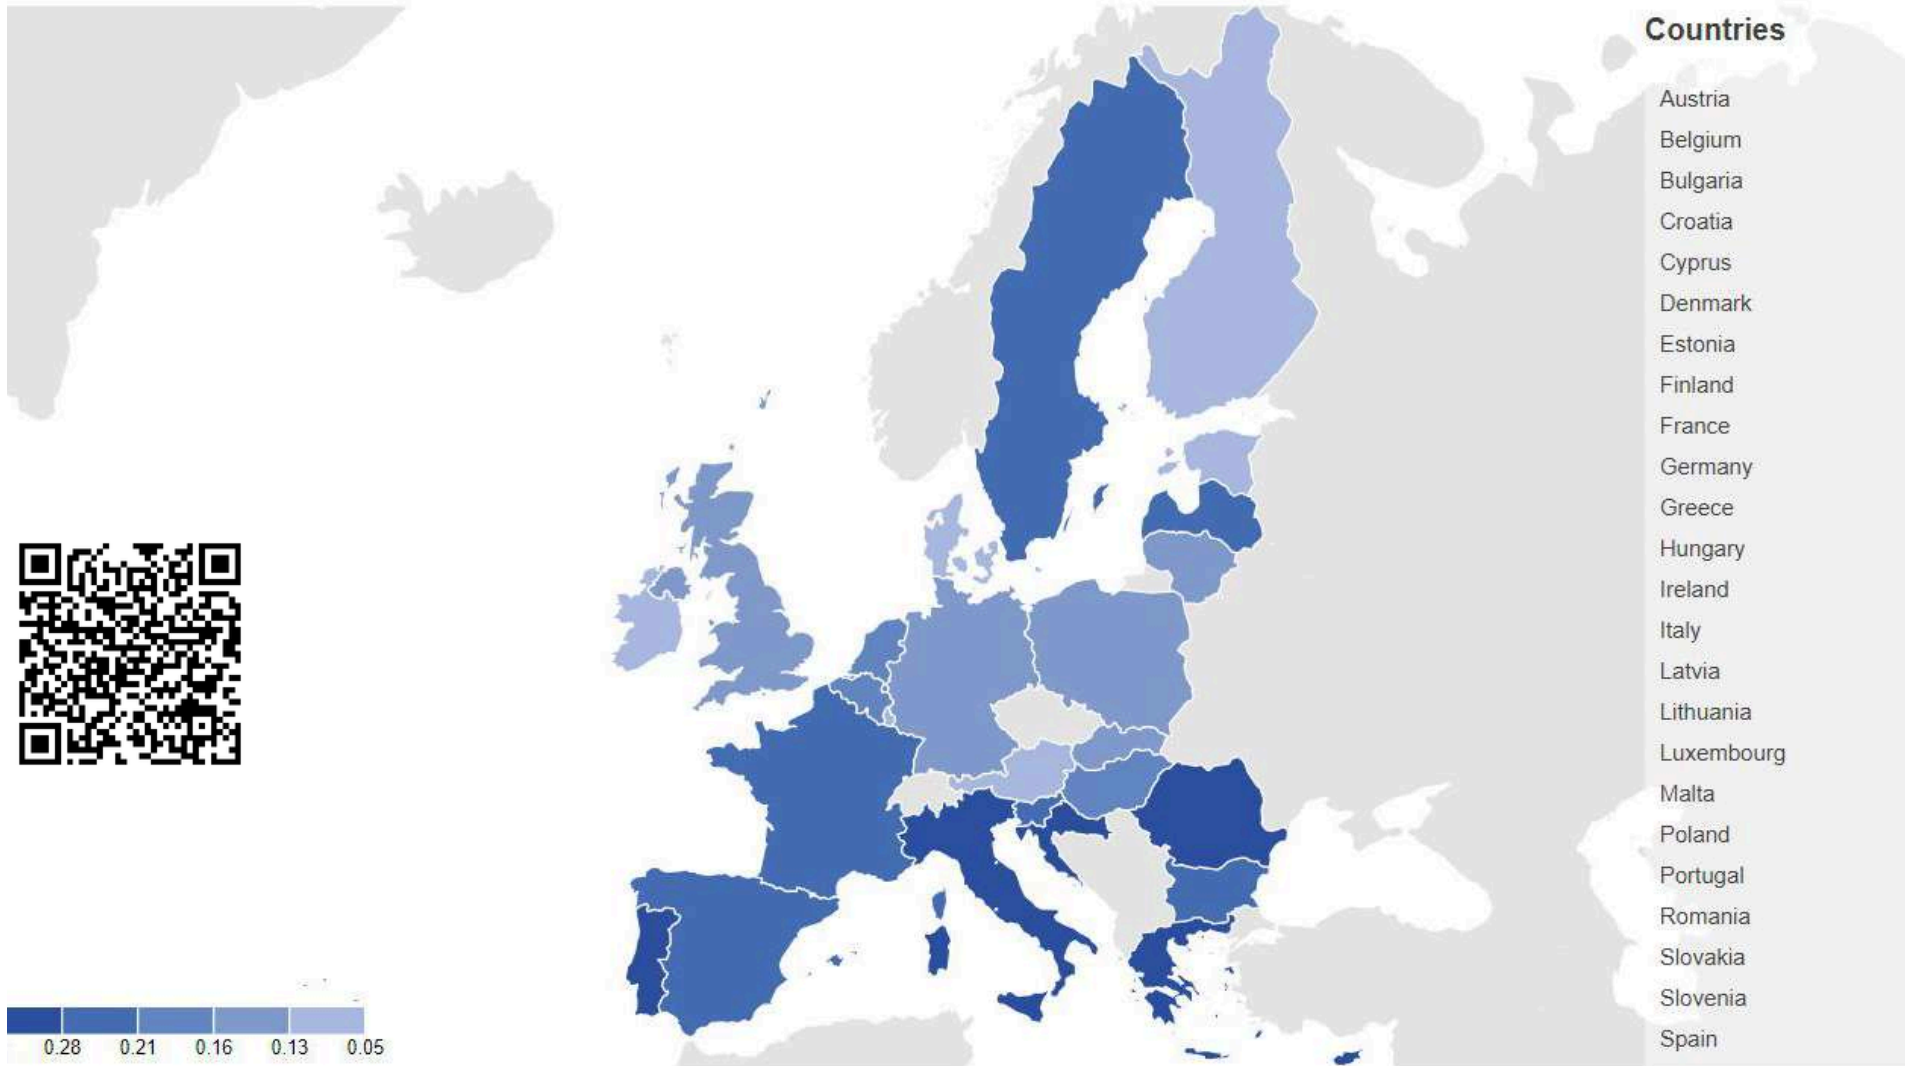 Countries
Austria
Belgium
Bulgaria
Croatia
Cyprus
Denmark
Estonia
Finland
France
Germany
Greece
Hungary
Ireland
Italy
Latvia
Lithuania
Luxembourg
Malta
Poland
Portugal
Romania
Slovakia
Slovenia
Spain
0.28 0.21 0.16 0.13 0.05